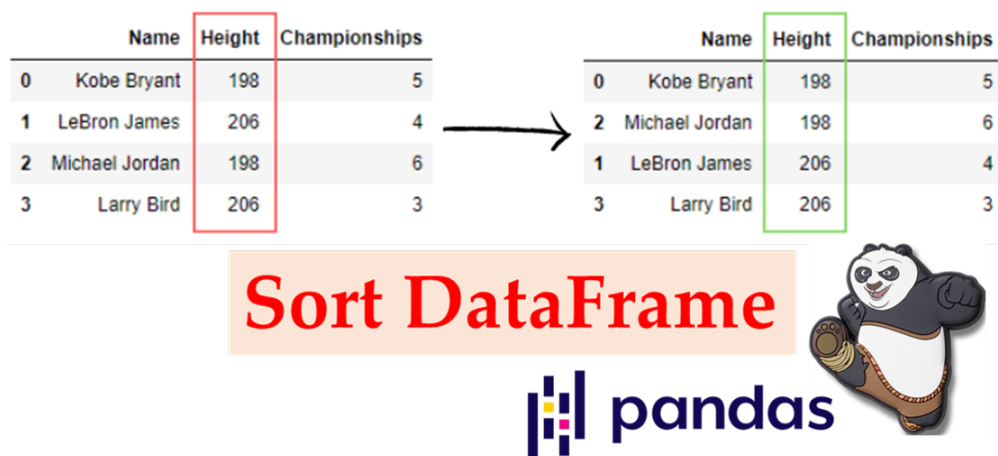 Name Height Championships
0 Kobe Bryant 198 5
1 LeBron James 206 4
2 Michael Jordan 198 6
3 Larry Bird 206 3
Name Height Championships
0 Kobe Bryant 198 5
2 Michael Jordan 198 6
1 LeBron James 206 4
3 Larry Bird 206 3
Sort DataFrame
pandas